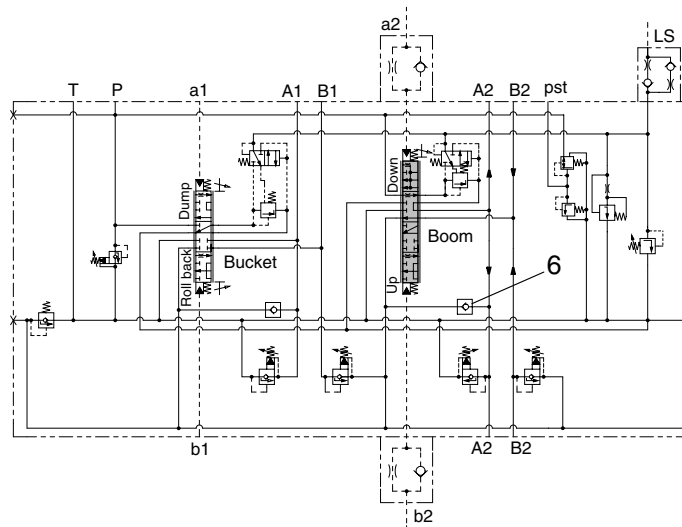 a2
LS
T P a1 A1 B1 A2 B2 pst
Dump
Down
Bucket
Boom
Roll back
Up
6
b1 A2 B2
b2